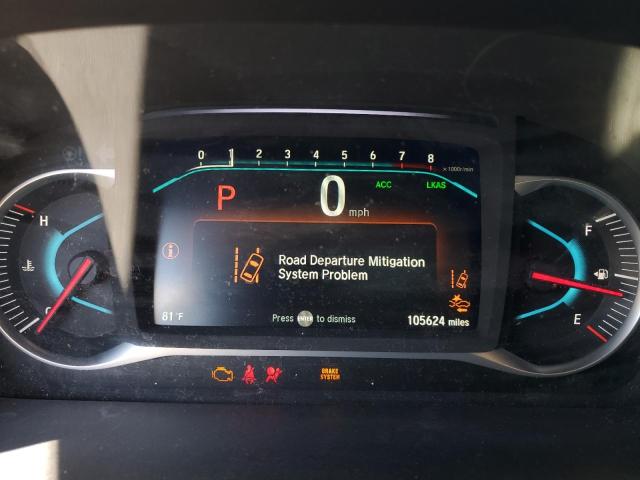 0 1 2 3 4 5 6 7 8
×1000r/min
P 0 mph
ACC LKAS
H
F
Road Departure Mitigation
System Problem
C
E
81°F
Press ENTER to dismiss
105624 miles
BRAKE
SYSTEM